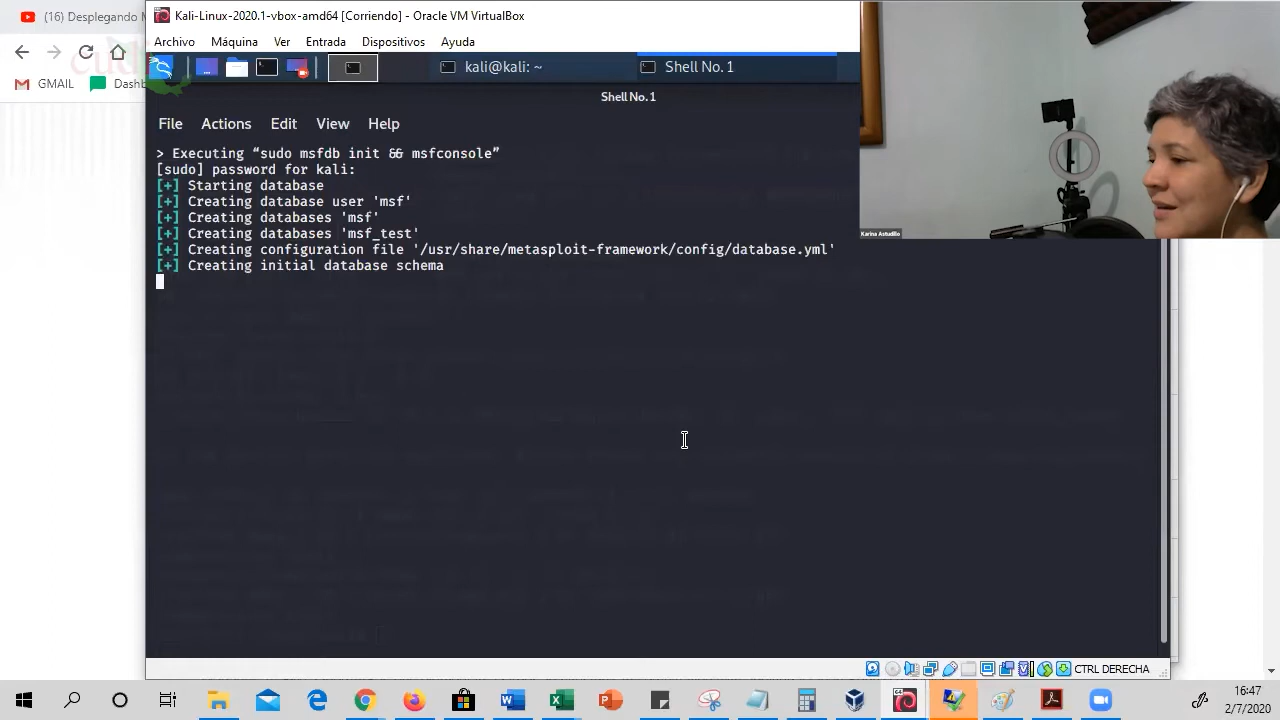 (16) Desplegando M
GMAIL
Dashb
Kali-Linux-2020.1-vbox-amd64 [Corriendo] - Oracle VM VirtualBox
Archivo Máquina Ver Entrada Dispositivos Ayuda
kali@kali: ~
Shell No. 1
Shell No. 1
File Actions Edit View Help
> Executing “sudo msfdb init && msfconsole”
[sudo] password for kali:
[+] Starting database
[+] Creating database user 'msf'
[+] Creating databases 'msf'
[+] Creating databases 'msf_test'
[+] Creating configuration file '/usr/share/metasploit-framework/config/database.yml'
[+] Creating initial database schema
Karina Astudillo
CTRL DERECHA
16:47
2/7/2020